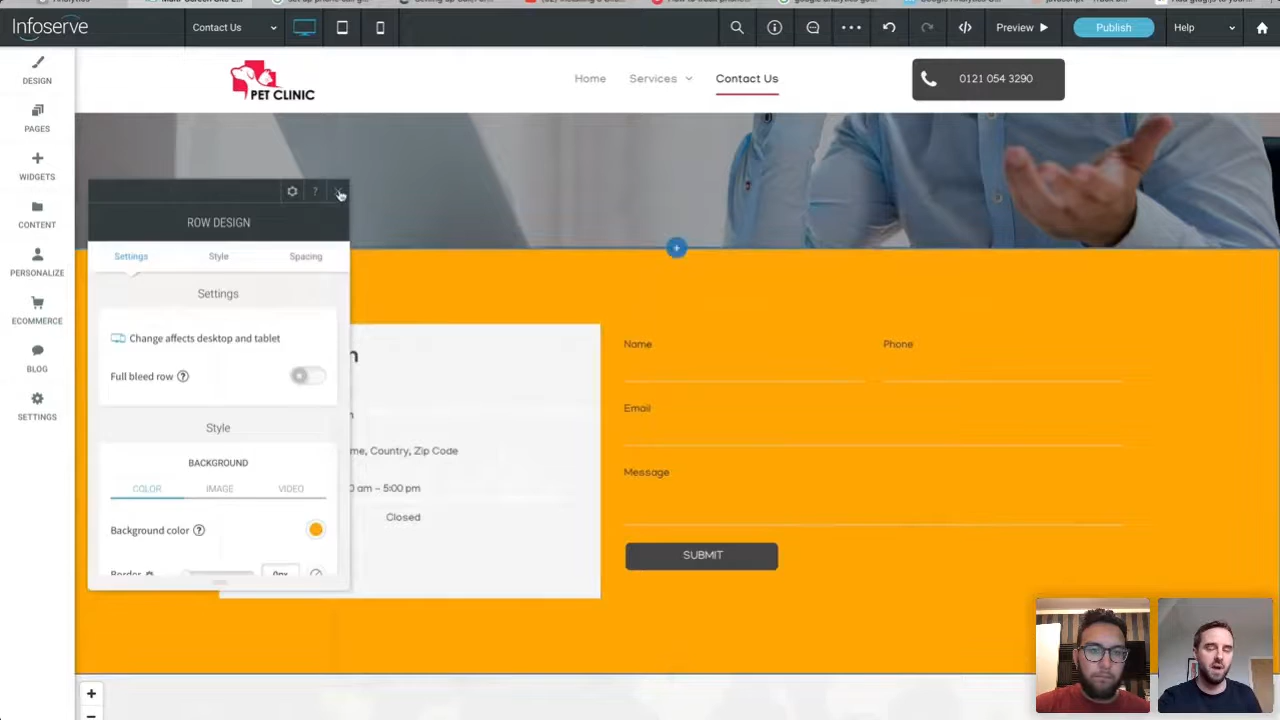 Infoserve
Contact Us
Preview
Publish
Help
DESIGN
PAGES
WIDGETS
CONTENT
PERSONALIZE
ECOMMERCE
BLOG
SETTINGS
PET CLINIC
Home
Services
Contact Us
0121 054 3290
?
ROW DESIGN
Settings
Style
Spacing
Settings
Change affects desktop and tablet
Full bleed row ?
Style
BACKGROUND
COLOR
IMAGE
VIDEO
Background color ?
Border
0px
n
n
me, Country, Zip Code
0 am – 5:00 pm
Closed
Name
Phone
Email
Message
SUBMIT